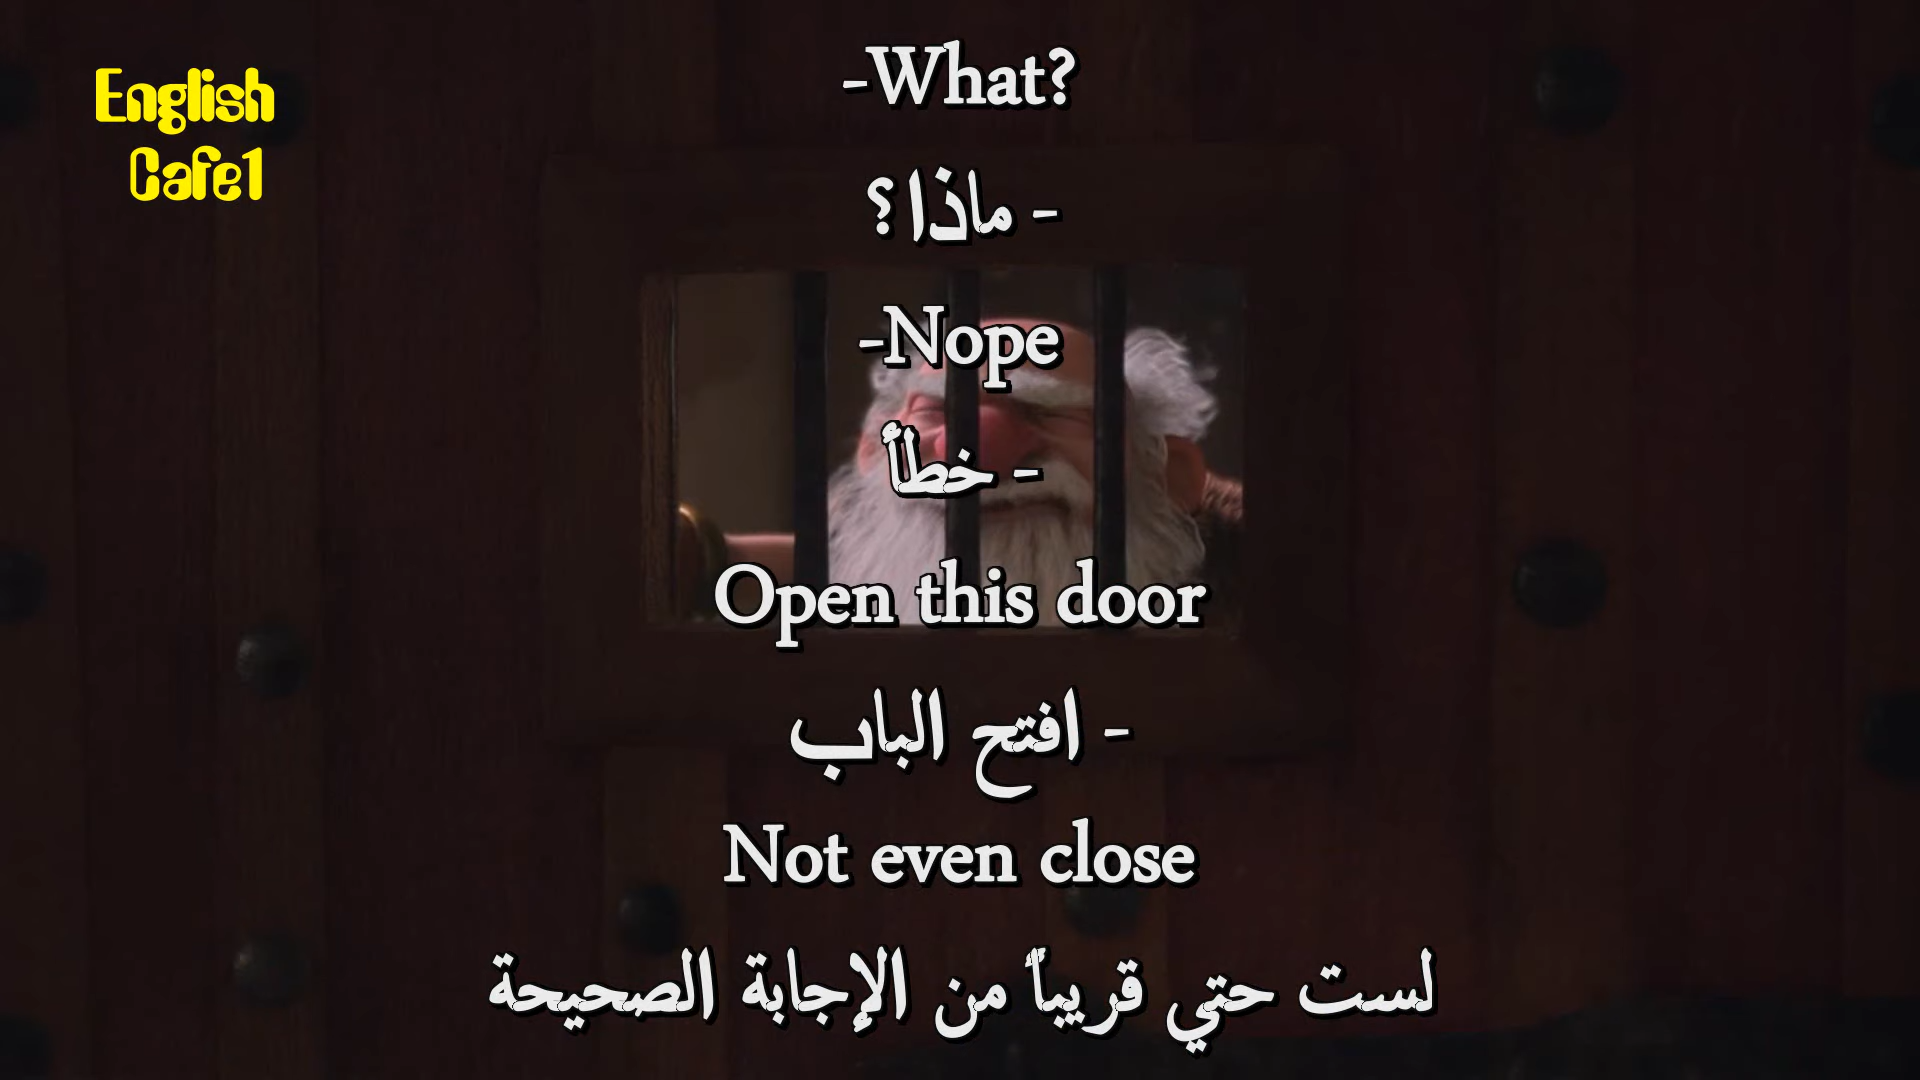 English
Cafe1
-What?
- ماذا؟
-Nope
- خطأ
Open this door
- افتح الباب
Not even close
لست حتي قريباً من الإجابة الصحيحة